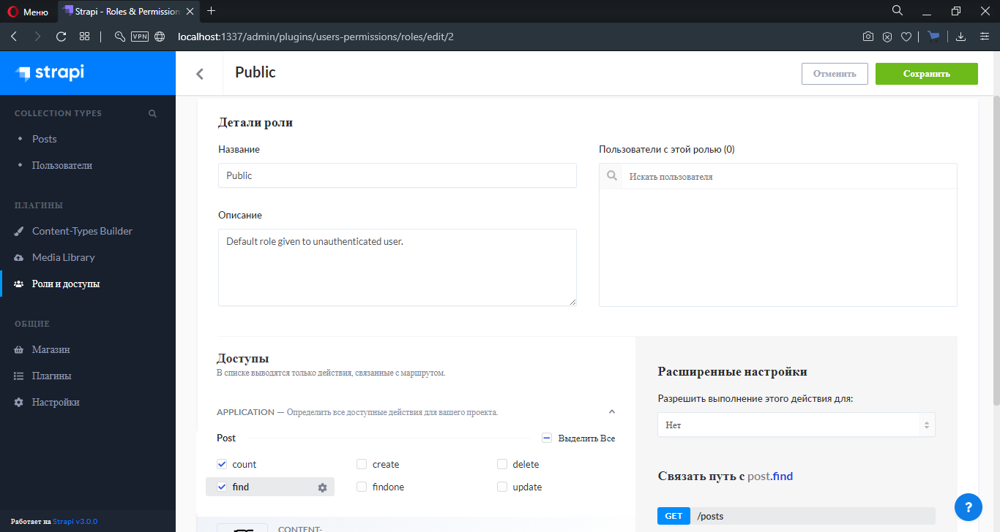 Меню
Strapi - Roles & Permission
VPN
localhost:1337/admin/plugins/users-permissions/roles/edit/2
strapi
Public
Отменить
Сохранить
COLLECTION TYPES
Posts
Пользователи
ПЛАГИНЫ
Content-Types Builder
Media Library
Роли и доступы
ОБЩИЕ
Магазин
Плагины
Настройки
Работает на Strapi v3.0.0
Детали роли
Название
Public
Пользователи с этой ролью (0)
Искать пользователя
Описание
Default role given to unauthenticated user.
Доступы
В списке выводятся только действия, связанные с маршрутом.
APPLICATION — Определить все доступные действия для вашего проекта.
Post
Выделить Все
count
create
delete
find
findone
update
CONTENT-
Расширенные настройки
Разрешить выполнение этого действия для:
Нет
Связать путь с post.find
GET /posts
?